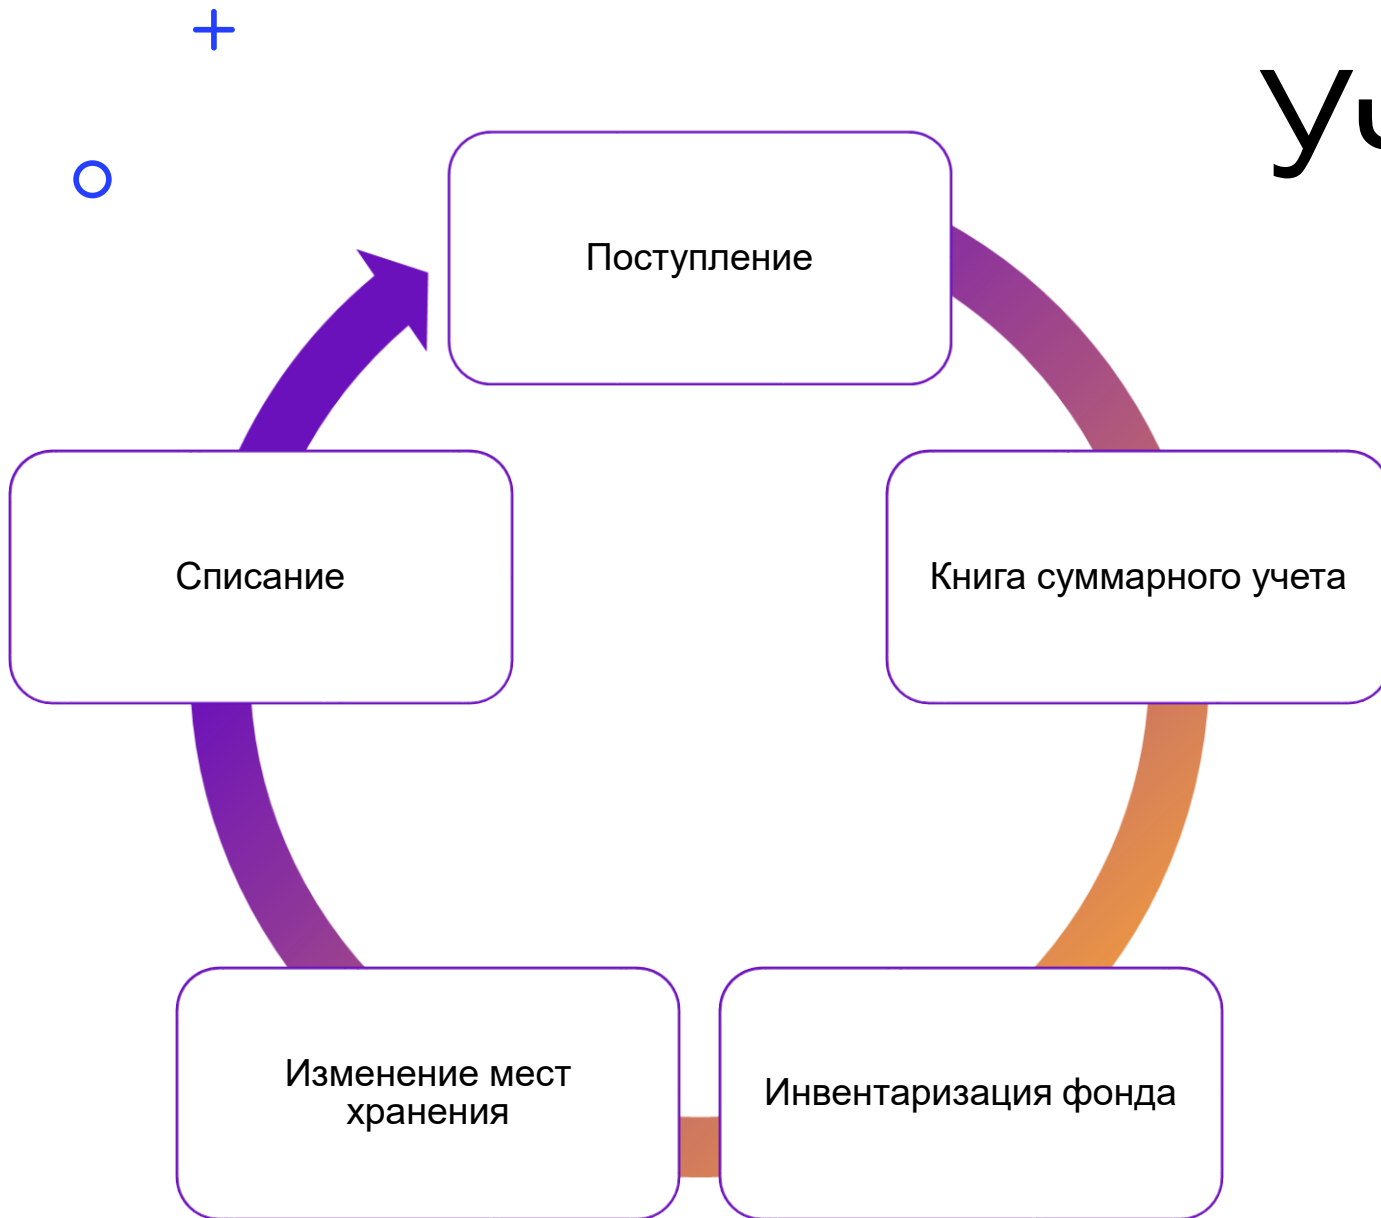 Поступление
Списание
Книга суммарного учета
Изменение мест
хранения
Инвентаризация фонда